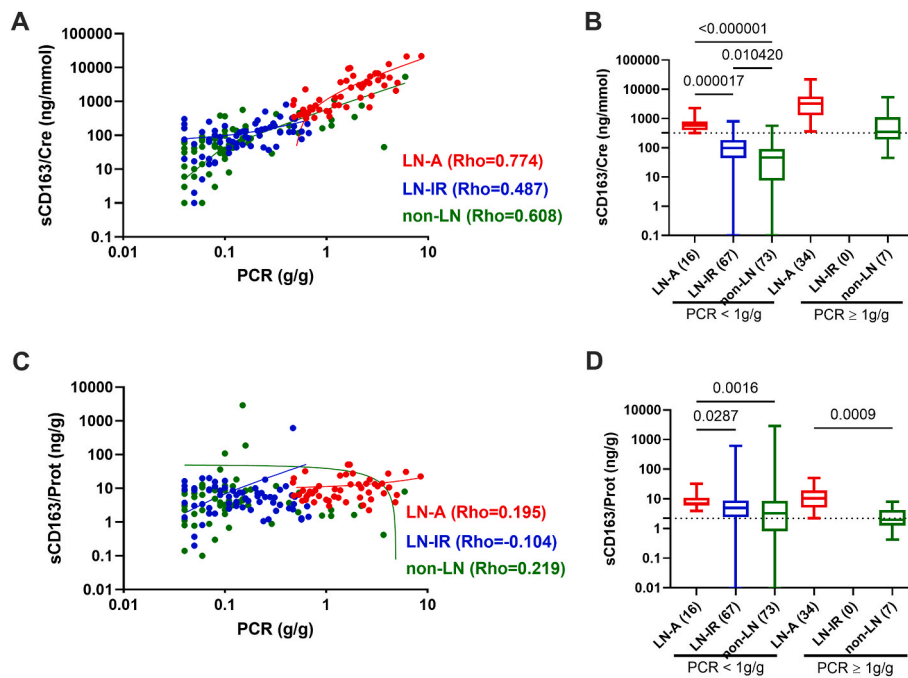 A
sCD163/Cre (ng/mmol)
100000
10000
1000
100
10
1
0.1
0.01
0.1
1
10
PCR (g/g)
LN-A (Rho=0.774)
LN-IR (Rho=0.487)
non-LN (Rho=0.608)
B
sCD163/Cre (ng/mmol)
<0.000001
0.010420
0.000017
100000
10000
1000
100
10
1
0.1
LN-A (16)
LN-IR (67)
non-LN (73)
LN-A (34)
LN-IR (0)
non-LN (7)
PCR < 1g/g
PCR ≥ 1g/g
C
sCD163/Prot (ng/g)
10000
1000
100
10
1
0.1
0.01
0.01
0.1
1
10
PCR (g/g)
LN-A (Rho=0.195)
LN-IR (Rho=-0.104)
non-LN (Rho=0.219)
D
sCD163/Prot (ng/g)
0.0016
0.0287
0.0009
10000
1000
100
10
1
0.1
0.01
LN-A (16)
LN-IR (67)
non-LN (73)
LN-A (34)
LN-IR (0)
non-LN (7)
PCR < 1g/g
PCR ≥ 1g/g